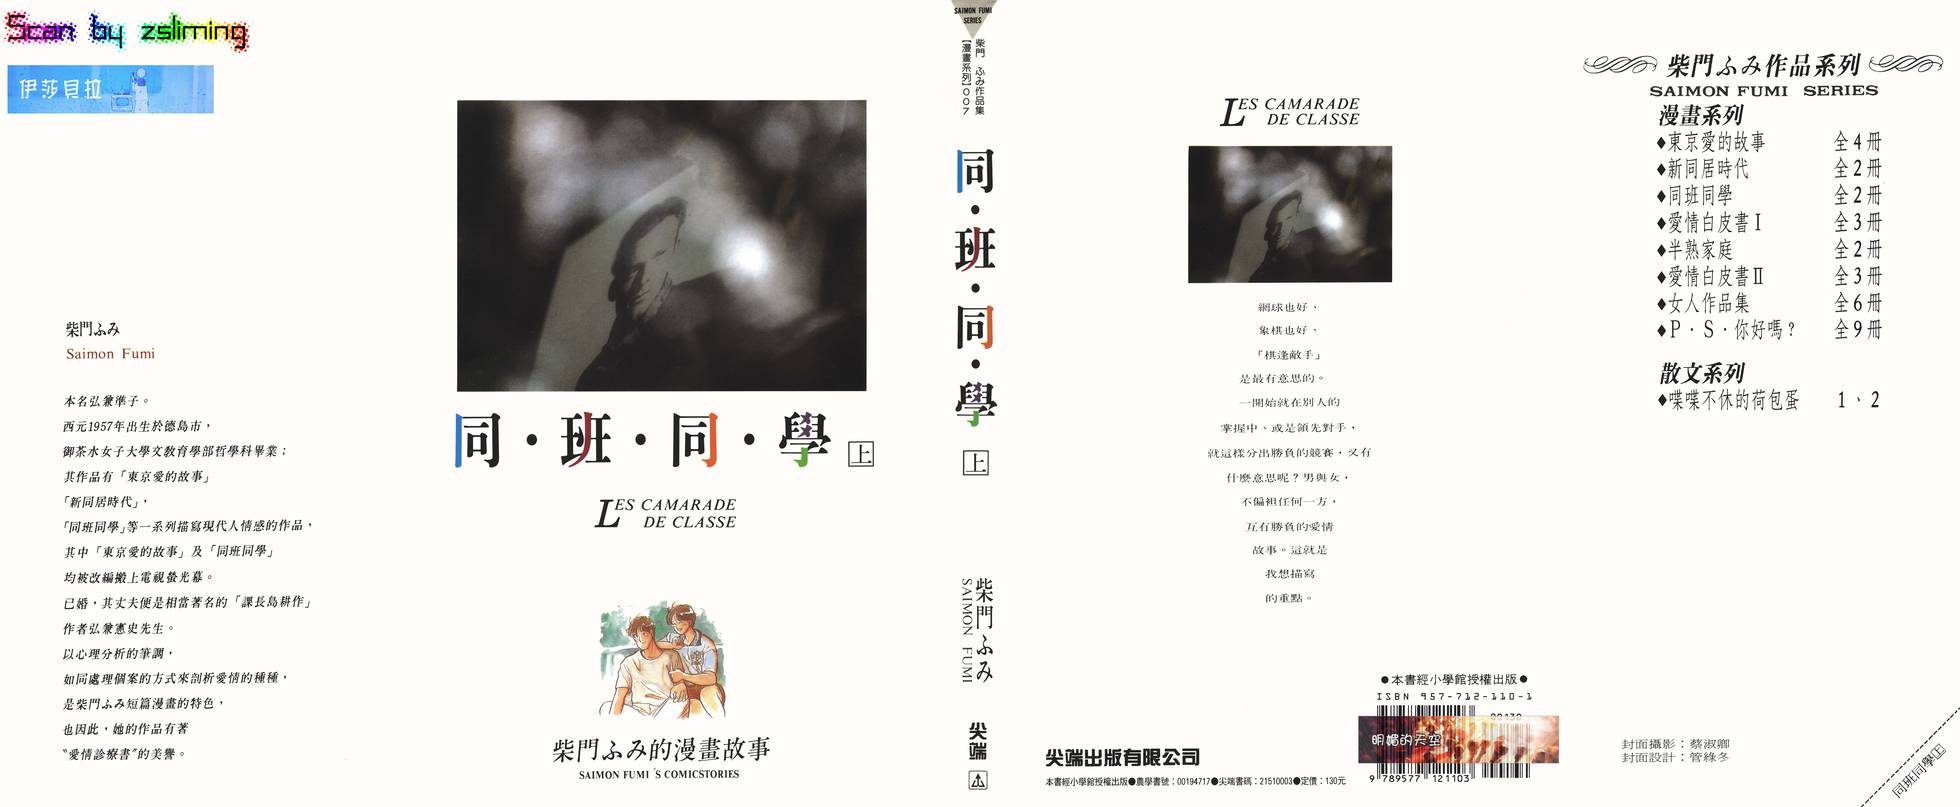 Scan by zsliming
伊莎貝拉
柴門ふみ
Saimon Fumi
本名弘兼準子。
西元1957年出生於德島市，
御茶水女子大學文教育學部哲學科畢業；
其作品有「東京愛的故事」
「新同居時代」，
「同班同學」等一系列描寫現代人情感的作品，
其中「東京愛的故事」及「同班同學」
均被改編搬上電視螢光幕。
已婚，其丈夫便是相當著名的「課長島耕作」
作者弘兼憲史先生。
以心理分析的筆調，
如同處理個案的方式來剖析愛情的種種，
是柴門ふみ短篇漫畫的特色，
也因此，她的作品有著
〝愛情診療書〞的美譽。
同・班・同・學 上
LES CAMARADE
DE CLASSE
柴門ふみ的漫畫故事
SAIMON FUMI'S COMICSTORIES
SAIMON FUMI
SERIES
柴門ふみ作品集
【漫畫系列】007
同・班・同・學
上
柴門ふみ
SAIMON FUMI
尖端
LES CAMARADE
DE CLASSE
網球也好、
象棋也好、
「棋逢敵手」
是最有意思的。
一開始就在別人的
掌握中、或是領先對手，
就這樣分出勝負的競賽，又有
什麼意思呢？男與女，
不偏袒任何一方，
互有勝負的愛情
故事。這就是
我想描寫
的重點。
尖端出版有限公司
本書經小學館授權出版●農學書號：00194717●尖端書碼：21510003●定價：130元
●本書經小學館授權出版●
ISBN 957-712-110-1
00130
明媚的天空
9 789577 121103
柴門ふみ作品系列
SAIMON FUMI SERIES
漫畫系列
♦東京愛的故事 全4冊
♦新同居時代 全2冊
♦同班同學 全2冊
♦愛情白皮書Ⅰ 全3冊
♦半熟家庭 全2冊
♦愛情白皮書Ⅱ 全3冊
♦女人作品集 全6冊
♦P・S・你好嗎？ 全9冊
散文系列
♦喋喋不休的荷包蛋 1、2
封面攝影：蔡淑卿
封面設計：管綠冬
同班同學上